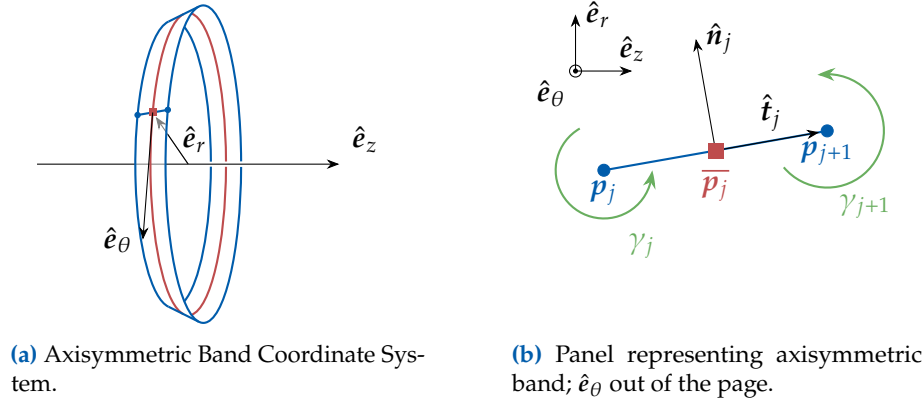 ê_r
ê_z
ê_θ
(a) Axisymmetric Band Coordinate Sys-
tem.
ê_r
ê_z
ê_θ
n̂_j
t̂_j
p_j
p̅_j
p_{j+1}
γ_j
γ_{j+1}
(b) Panel representing axisymmetric
band; ê_θ out of the page.